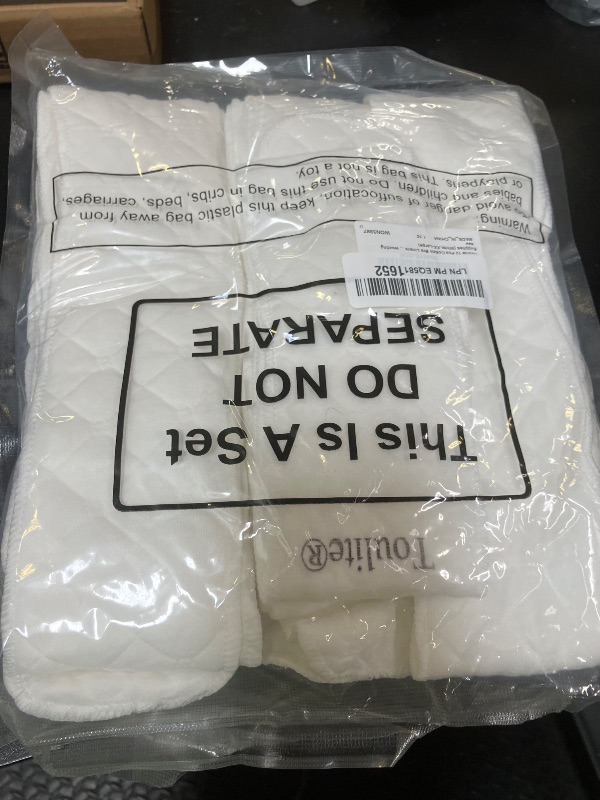 Toulite®
This Is A Set
DO NOT
SEPARATE
LPN PM EQ5811652
Warning:
To avoid danger of suffocation, keep this plastic bag away from
babies and children. Do not use this bag in cribs, beds, carriages,
or playpens. This bag is not a toy.